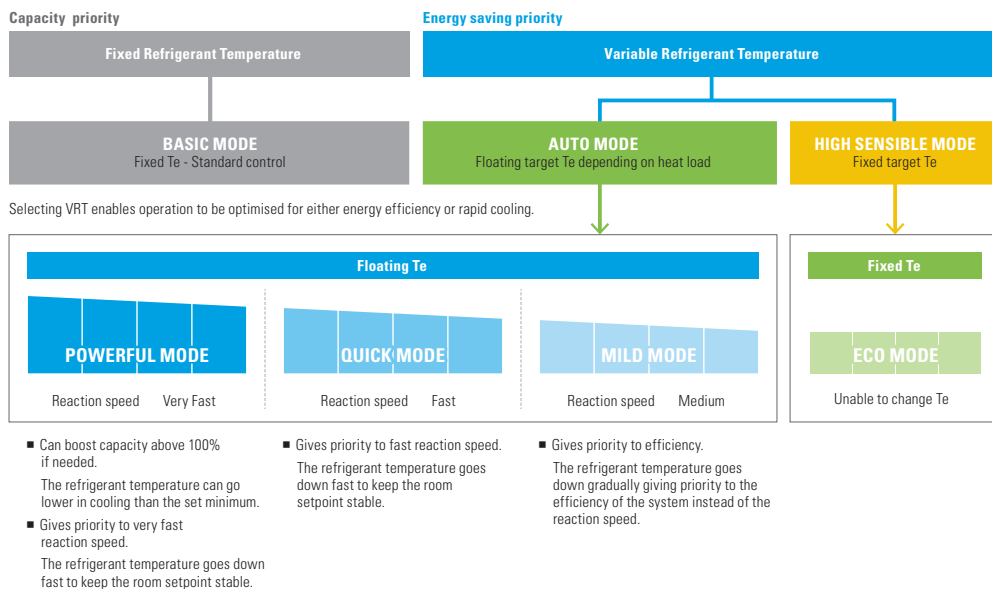 Capacity priority
Energy saving priority
Fixed Refrigerant Temperature
Variable Refrigerant Temperature
BASIC MODE
Fixed Te - Standard control
AUTO MODE
Floating target Te depending on heat load
HIGH SENSIBLE MODE
Fixed target Te
Selecting VRT enables operation to be optimised for either energy efficiency or rapid cooling.
Floating Te
Fixed Te
POWERFUL MODE
QUICK MODE
MILD MODE
ECO MODE
Reaction speed Very Fast
Reaction speed Fast
Reaction speed Medium
Unable to change Te
■ Can boost capacity above 100%
if needed.
The refrigerant temperature can go
lower in cooling than the set minimum.
■ Gives priority to very fast
reaction speed.
The refrigerant temperature goes down
fast to keep the room setpoint stable.
■ Gives priority to fast reaction speed.
The refrigerant temperature goes
down fast to keep the room
setpoint stable.
■ Gives priority to efficiency.
The refrigerant temperature goes
down gradually giving priority to the
efficiency of the system instead of the
reaction speed.